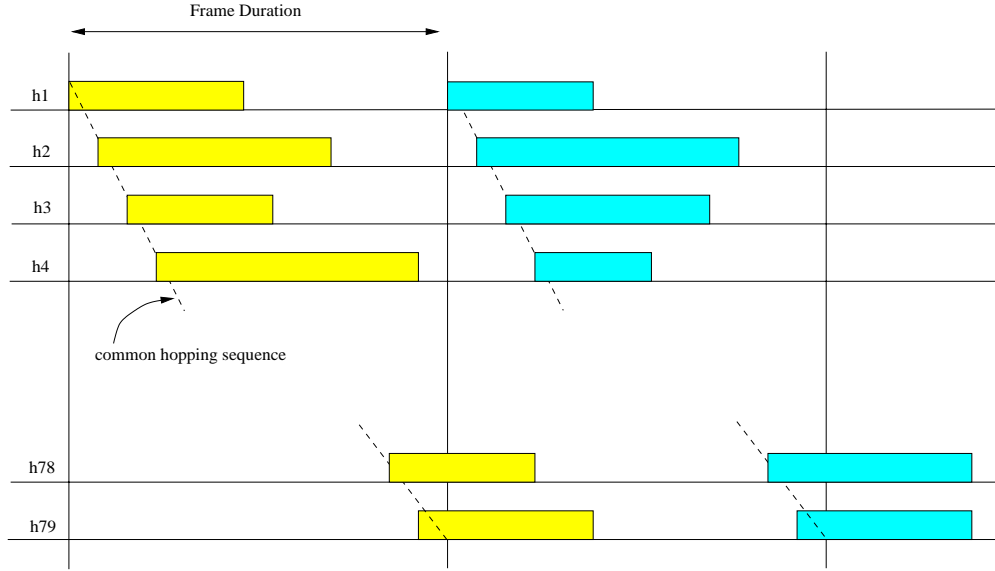 Frame Duration
h1
h2
h3
h4
common hopping sequence
h78
h79